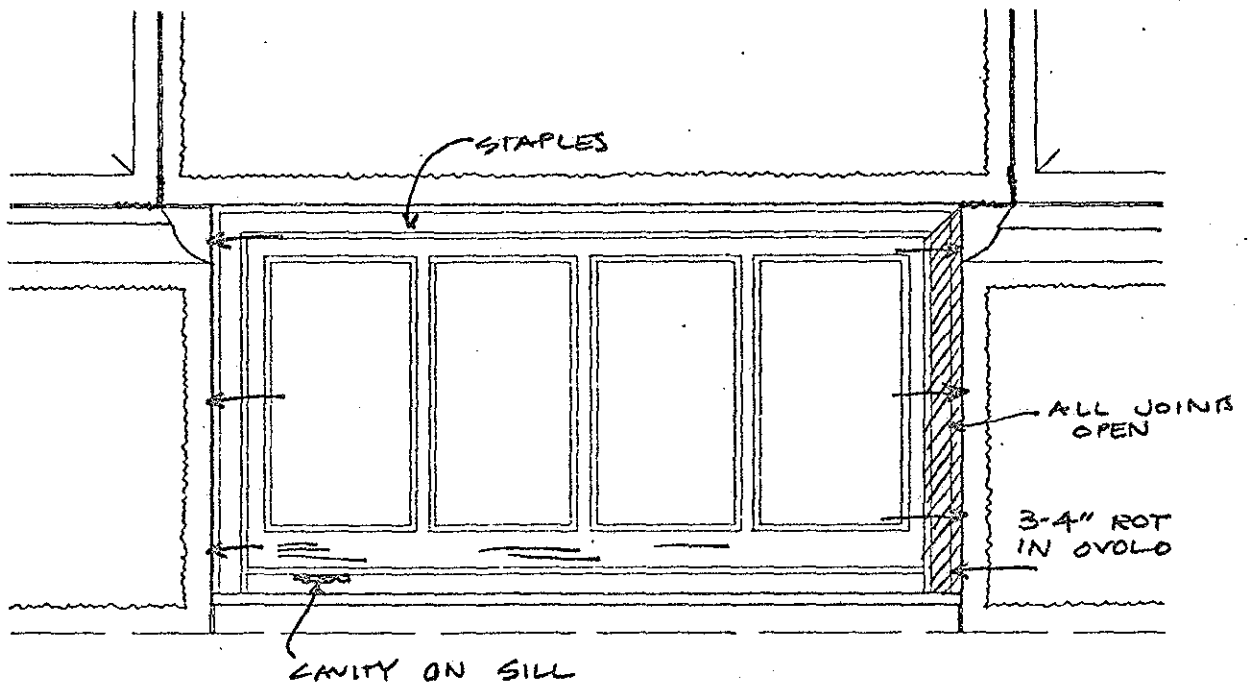 STAPLES
ALL JOINTS
OPEN
3-4" ROT
IN OVOLO
CAVITY ON SILL